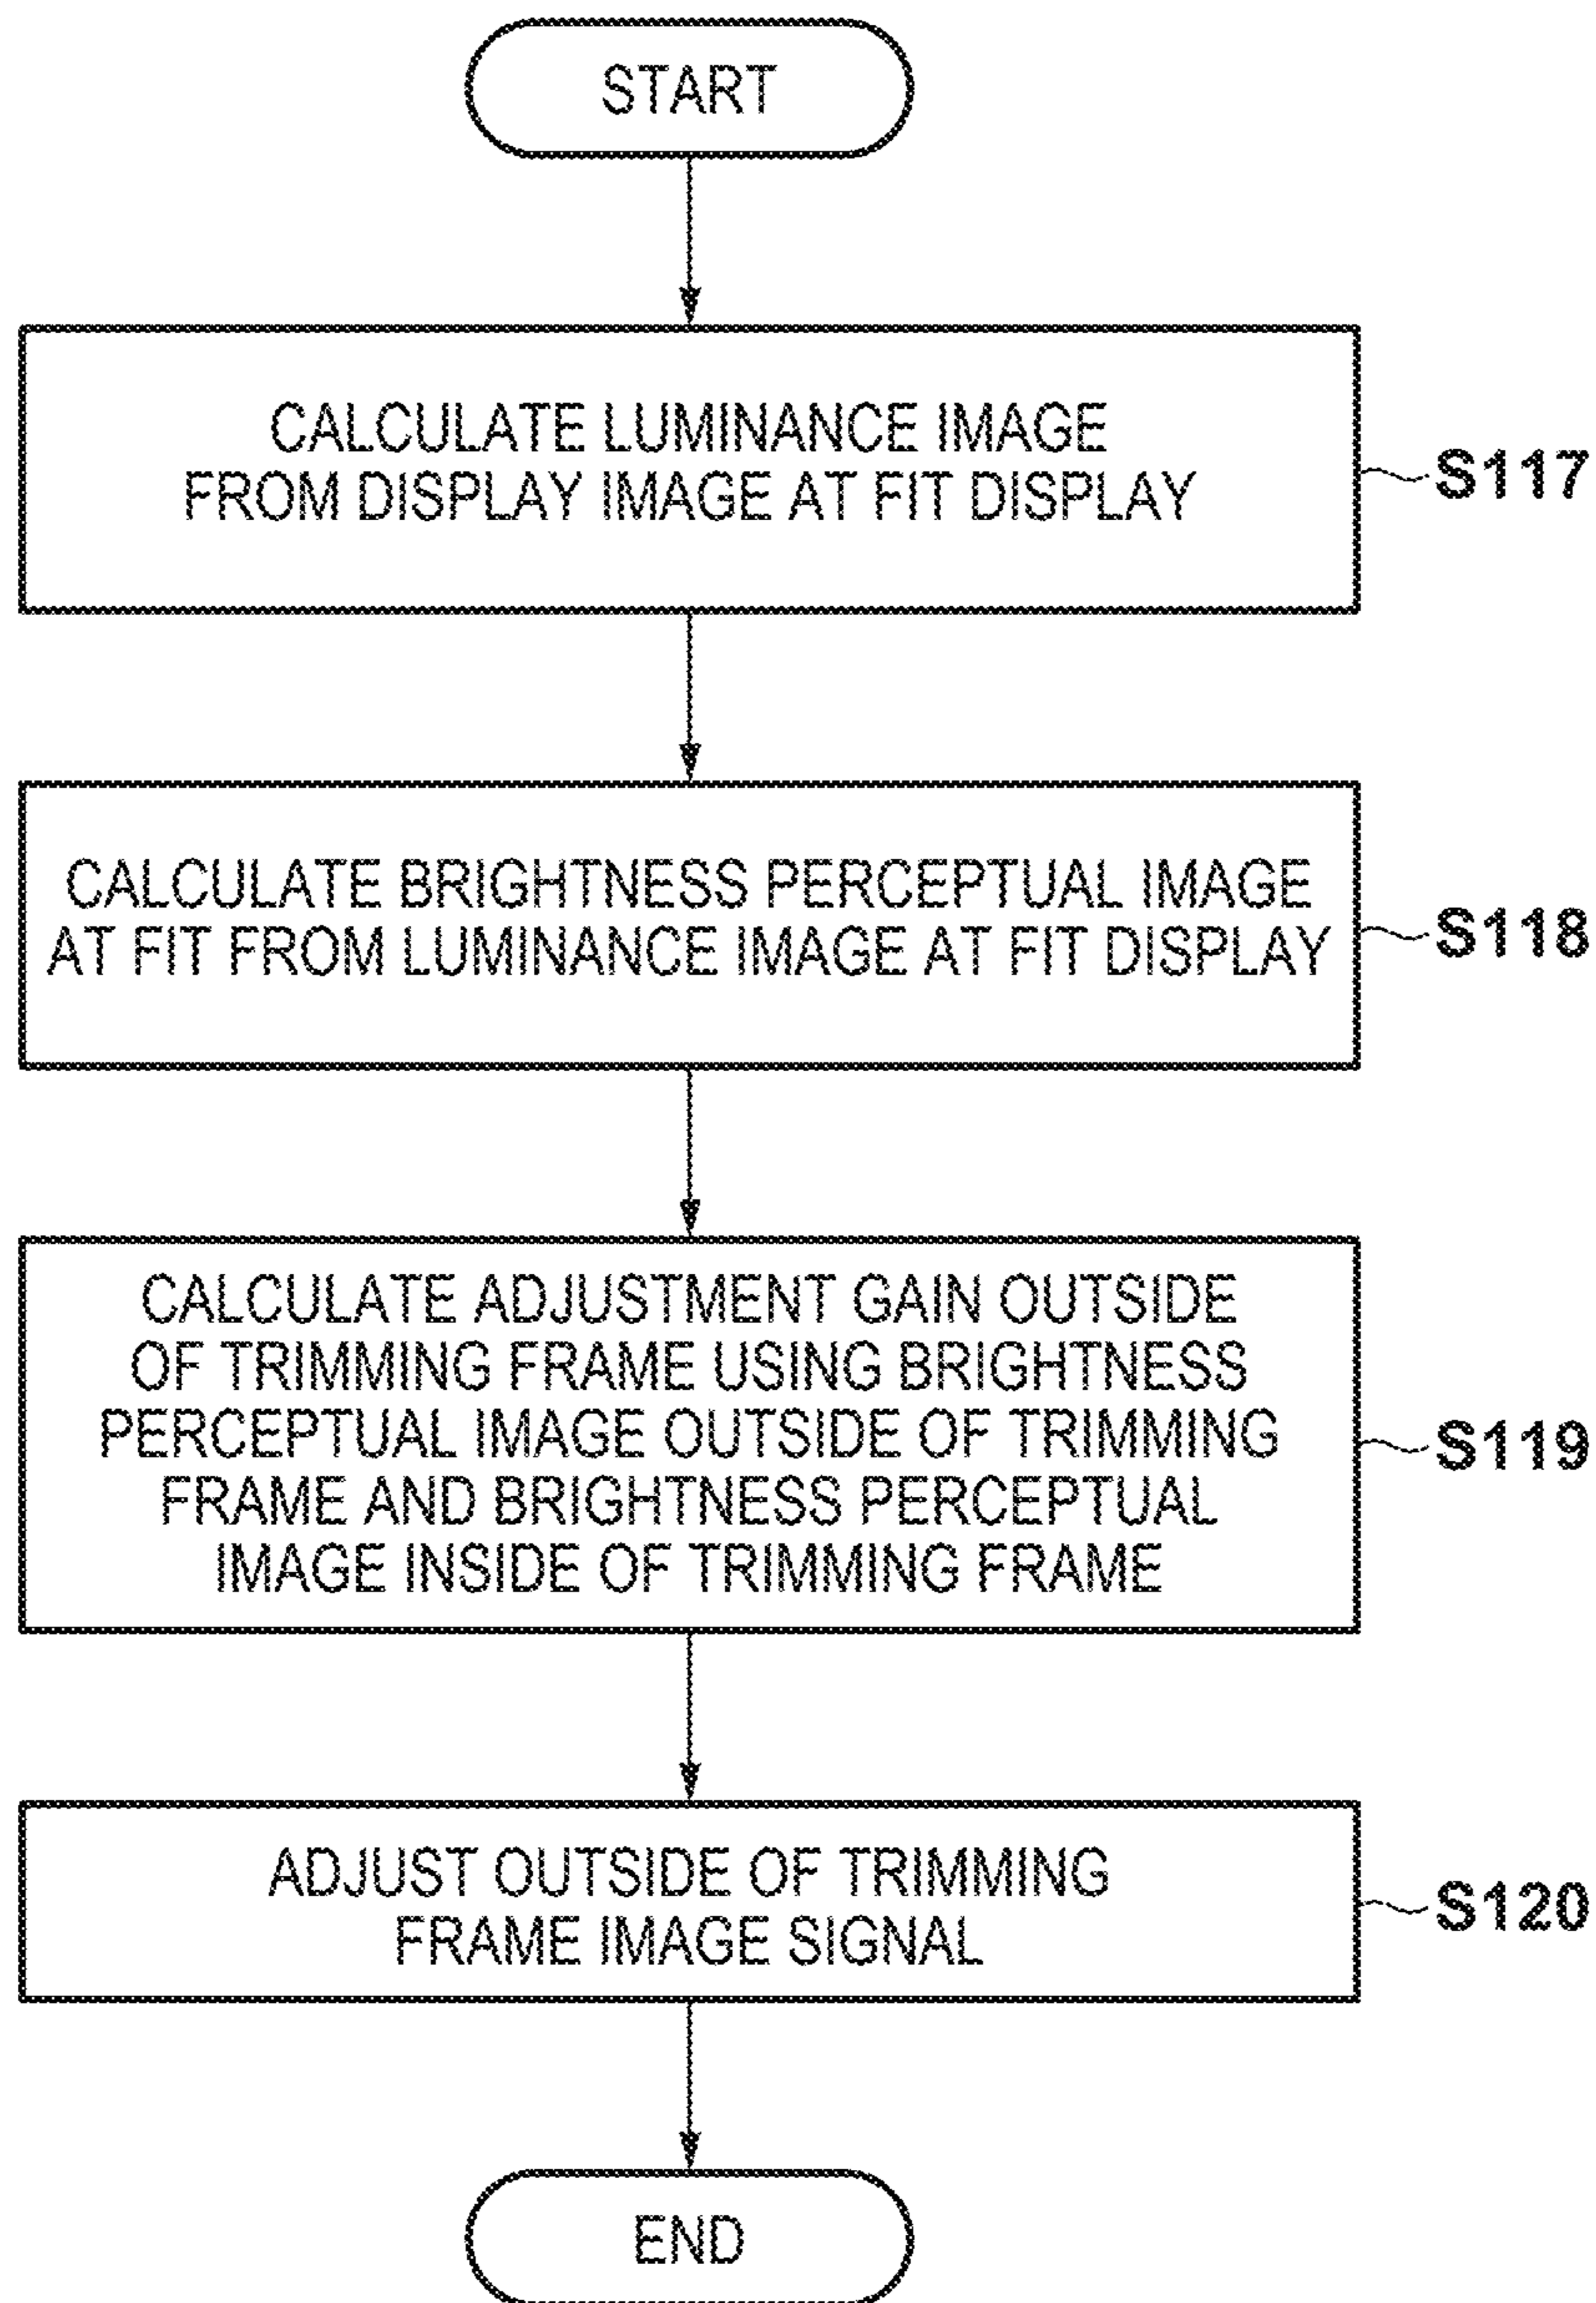 START
CALCULATE LUMINANCE IMAGE
FROM DISPLAY IMAGE AT FIT DISPLAY
S117
CALCULATE BRIGHTNESS PERCEPTUAL IMAGE
AT FIT FROM LUMINANCE IMAGE AT FIT DISPLAY
S118
CALCULATE ADJUSTMENT GAIN OUTSIDE
OF TRIMMING FRAME USING BRIGHTNESS
PERCEPTUAL IMAGE OUTSIDE OF TRIMMING
FRAME AND BRIGHTNESS PERCEPTUAL
IMAGE INSIDE OF TRIMMING FRAME
S119
ADJUST OUTSIDE OF TRIMMING
FRAME IMAGE SIGNAL
S120
END